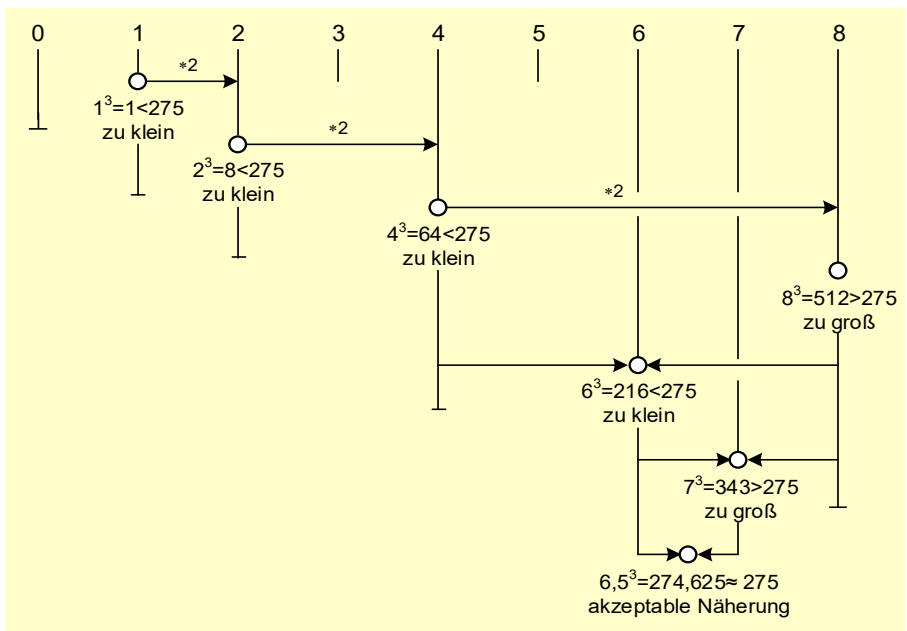 0 1 2 3 4 5 6 7 8
*2
1³=1<275
zu klein
*2
2³=8<275
zu klein
*2
4³=64<275
zu klein
8³=512>275
zu groß
6³=216<275
zu klein
7³=343>275
zu groß
6,5³=274,625≈ 275
akzeptable Näherung